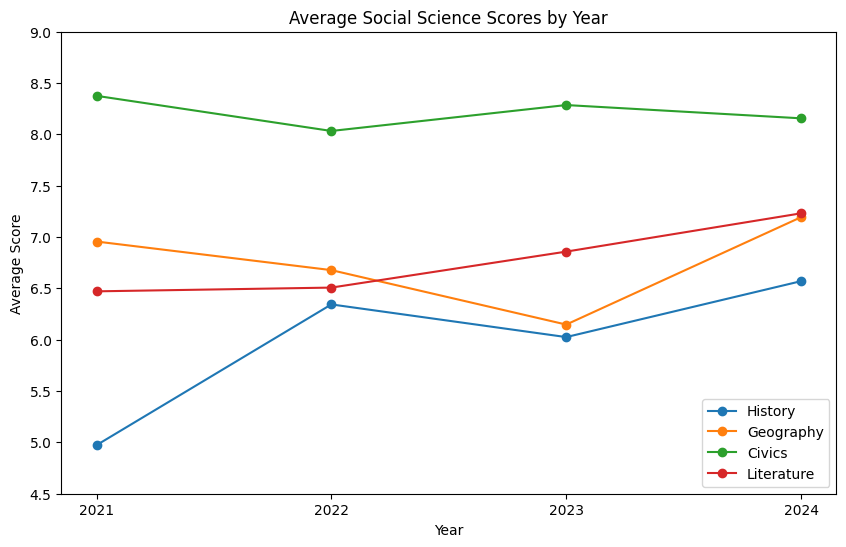 Average Social Science Scores by Year
Average Score
9.0
8.5
8.0
7.5
7.0
6.5
6.0
5.5
5.0
4.5
2021 2022 2023 2024
Year
History
Geography
Civics
Literature